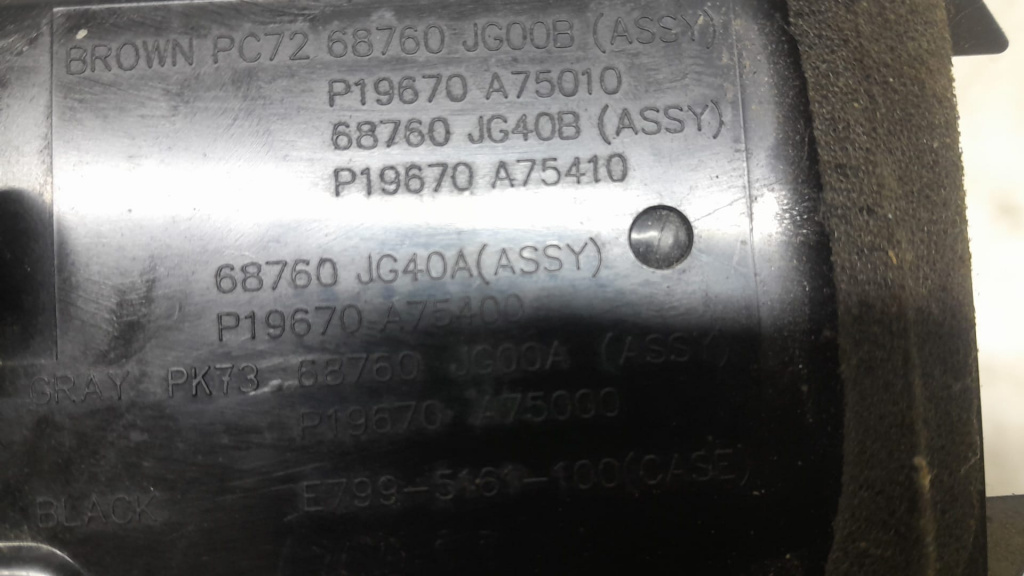 BROWN PC72 68760 JG00B (ASSY)
P19670 A75010
68760 JG40B (ASSY)
P19670 A75410
68760 JG40A(ASSY)
P19670 A75400
GRAY PK73 68760 JG00A (ASSY)
P19670 A75000
BLACK E799-5161-100(CASE)